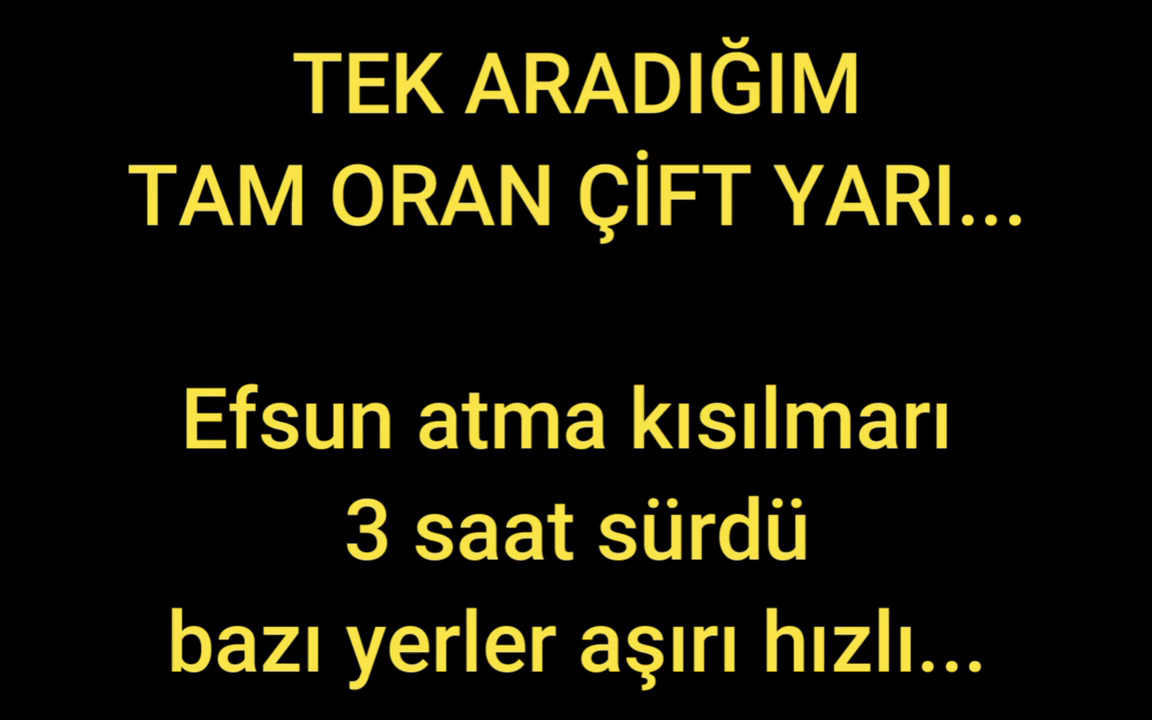 TEK ARADIĞIM
TAM ORAN ÇİFT YARI...
Efsun atma kısılmarı
3 saat sürdü
bazı yerler aşırı hızlı...